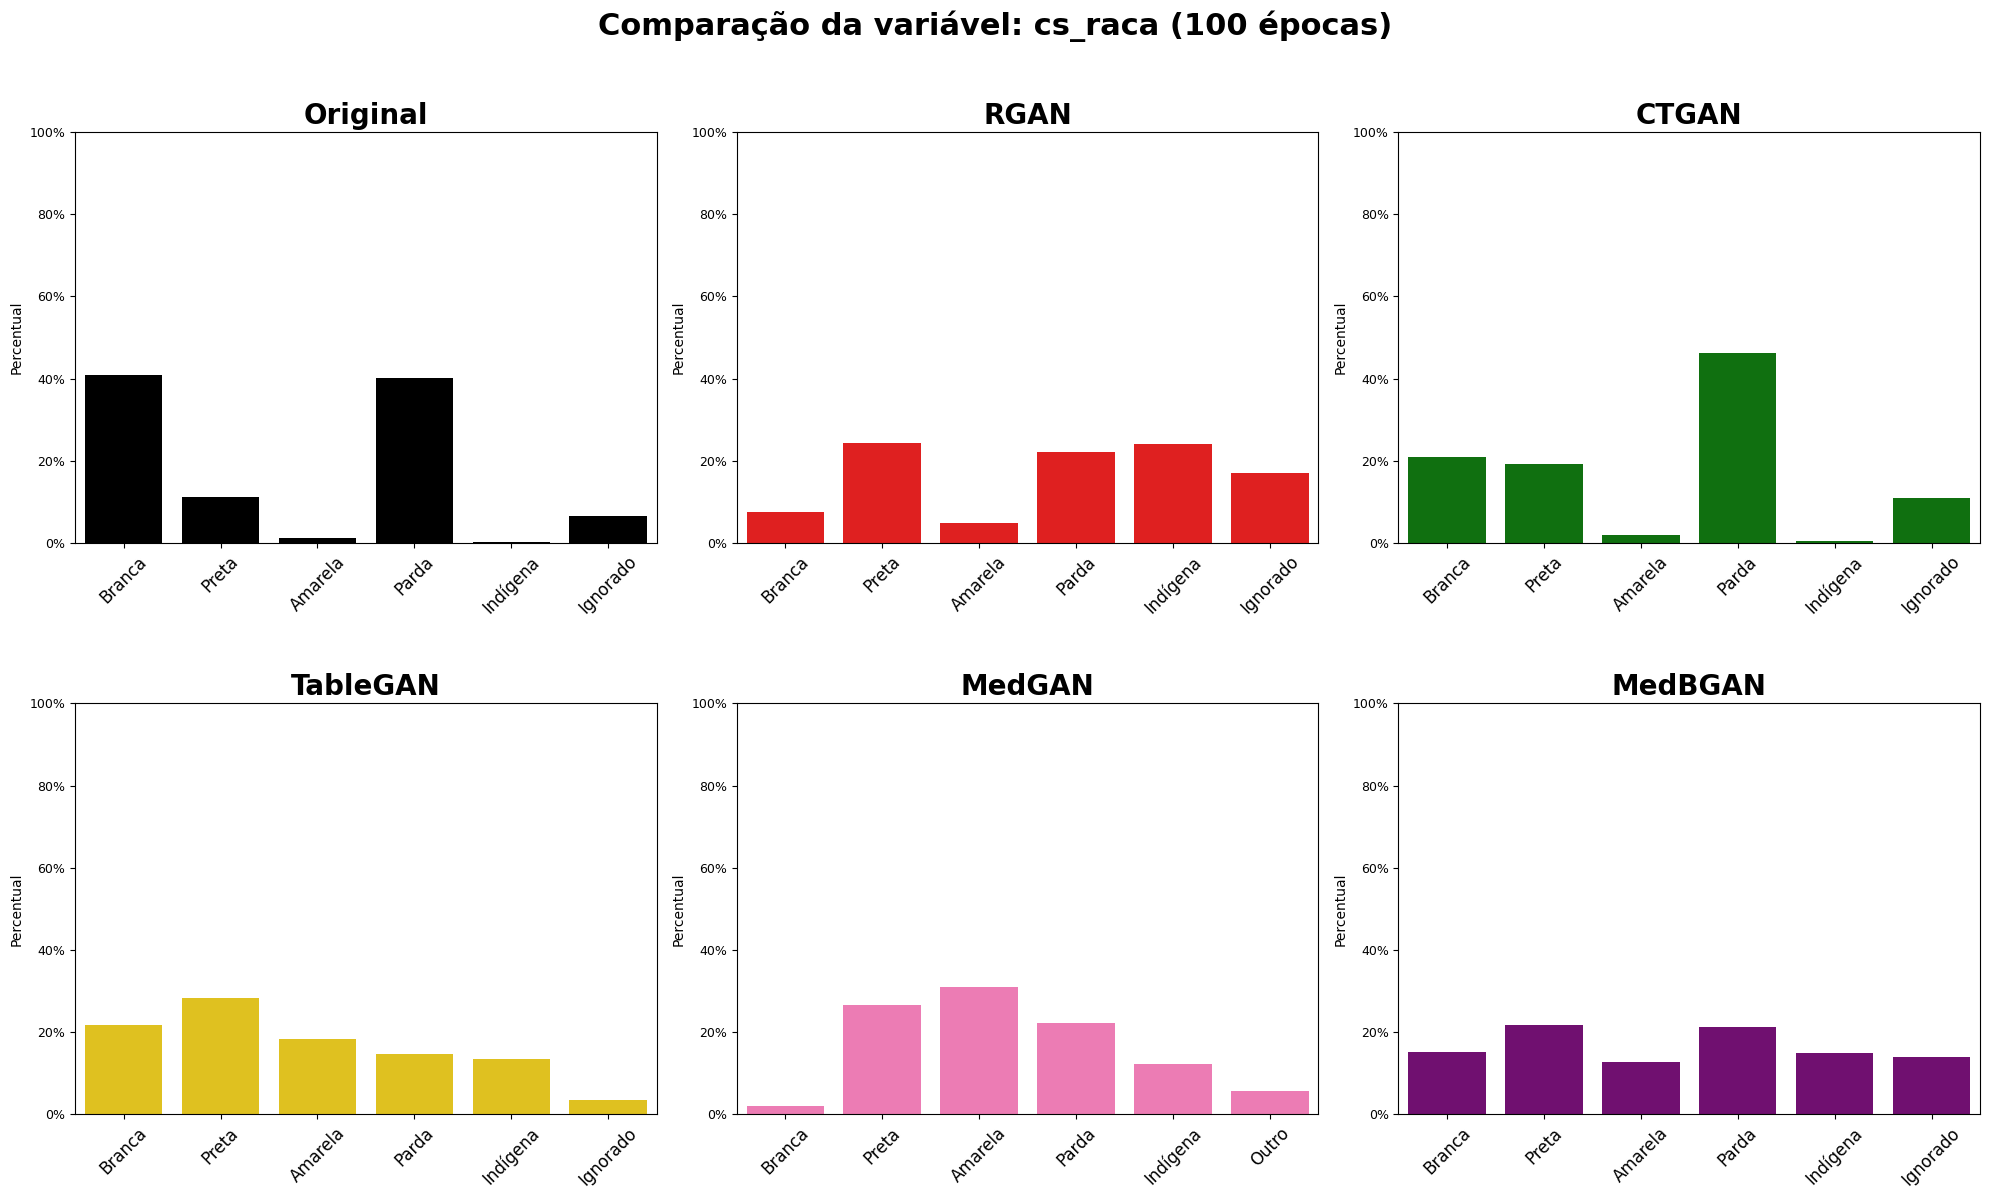 Comparação da variável: cs_raca (100 épocas)
Original
100%
80%
60%
40%
20%
0%
Percentual
Branca
Preta
Amarela
Parda
Indígena
Ignorado
RGAN
100%
80%
60%
40%
20%
0%
Percentual
Branca
Preta
Amarela
Parda
Indígena
Ignorado
CTGAN
100%
80%
60%
40%
20%
0%
Percentual
Branca
Preta
Amarela
Parda
Indígena
Ignorado
TableGAN
100%
80%
60%
40%
20%
0%
Percentual
Branca
Preta
Amarela
Parda
Indígena
Ignorado
MedGAN
100%
80%
60%
40%
20%
0%
Percentual
Branca
Preta
Amarela
Parda
Indígena
Outro
MedBGAN
100%
80%
60%
40%
20%
0%
Percentual
Branca
Preta
Amarela
Parda
Indígena
Ignorado